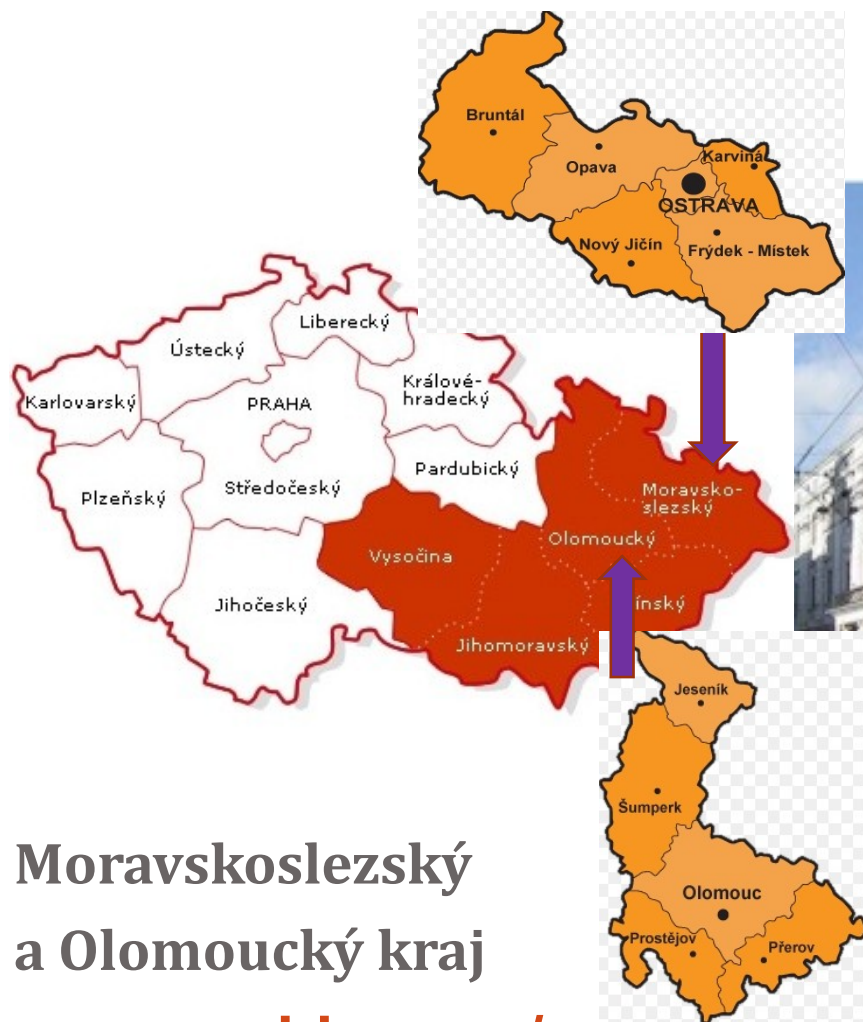 Bruntál
Opava
Karviná
OSTRAVA
Nový Jičín
Frýdek - Místek
Liberecký
Ústecký
Karlovarský
PRAHA
Králové-
hradecký
Pardubický
Plzeňský
Středočeský
Moravsko-
slezský
Olomoucký
Vysočina
ínský
Jihočeský
Jihomoravský
Jeseník
Šumperk
Olomouc
Prostějov
Přerov
Moravskoslezský
a Olomoucký kraj